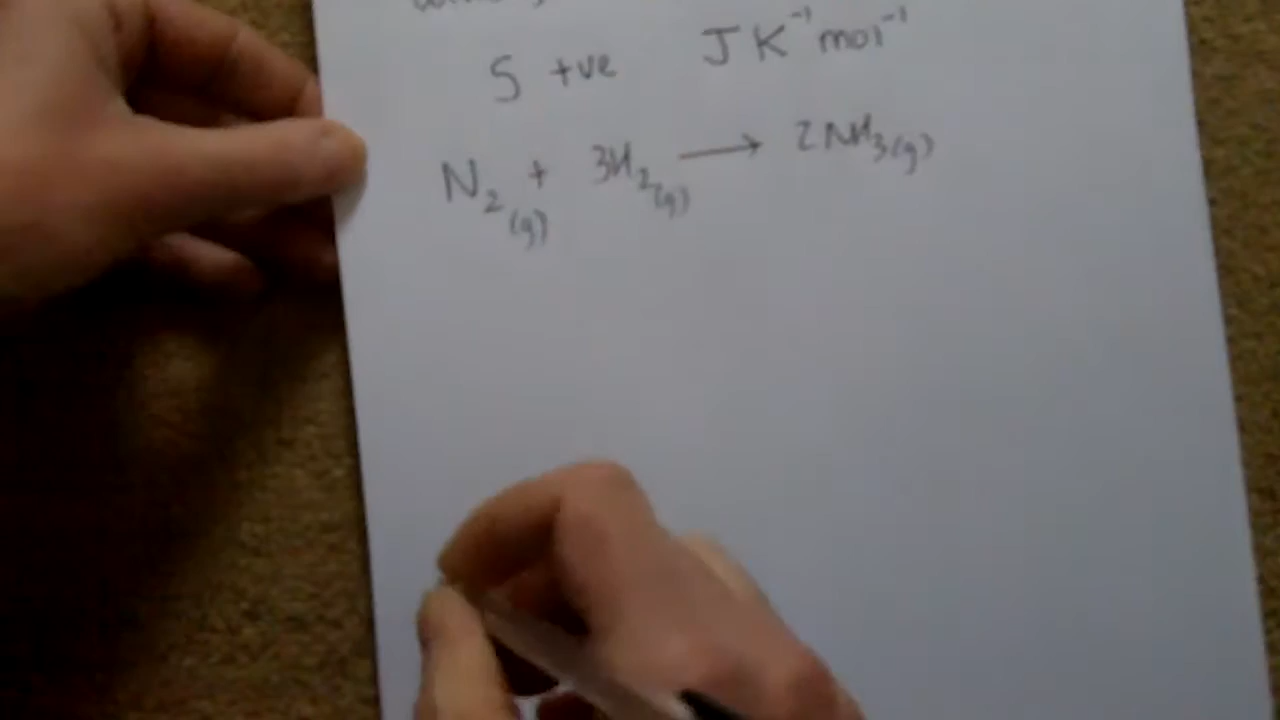 S +ve J K⁻¹ mol⁻¹
N₂(g) + 3H₂(g) → 2NH₃(g)